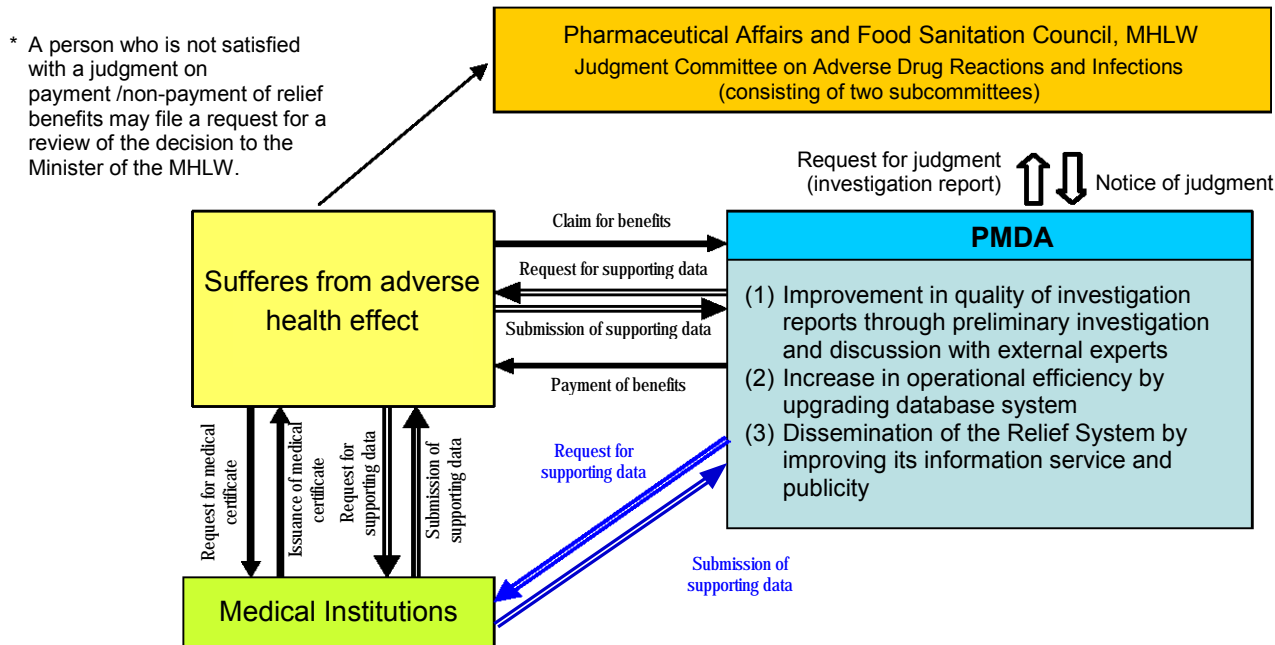 * A person who is not satisfied
with a judgment on
payment /non-payment of relief
benefits may file a request for a
review of the decision to the
Minister of the MHLW.
Pharmaceutical Affairs and Food Sanitation Council, MHLW
Judgment Committee on Adverse Drug Reactions and Infections
(consisting of two subcommittees)
Request for judgment
(investigation report)
Notice of judgment
Sufferes from adverse
health effect
Claim for benefits
Request for supporting data
Submission of supporting data
Payment of benefits
PMDA
(1) Improvement in quality of investigation
reports through preliminary investigation
and discussion with external experts
(2) Increase in operational efficiency by
upgrading database system
(3) Dissemination of the Relief System by
improving its information service and
publicity
Request for medical
certificate
Issuance of medical
certificate
Request for
supporting data
Submission of
supporting data
Request for
supporting data
Submission of
supporting data
Medical Institutions